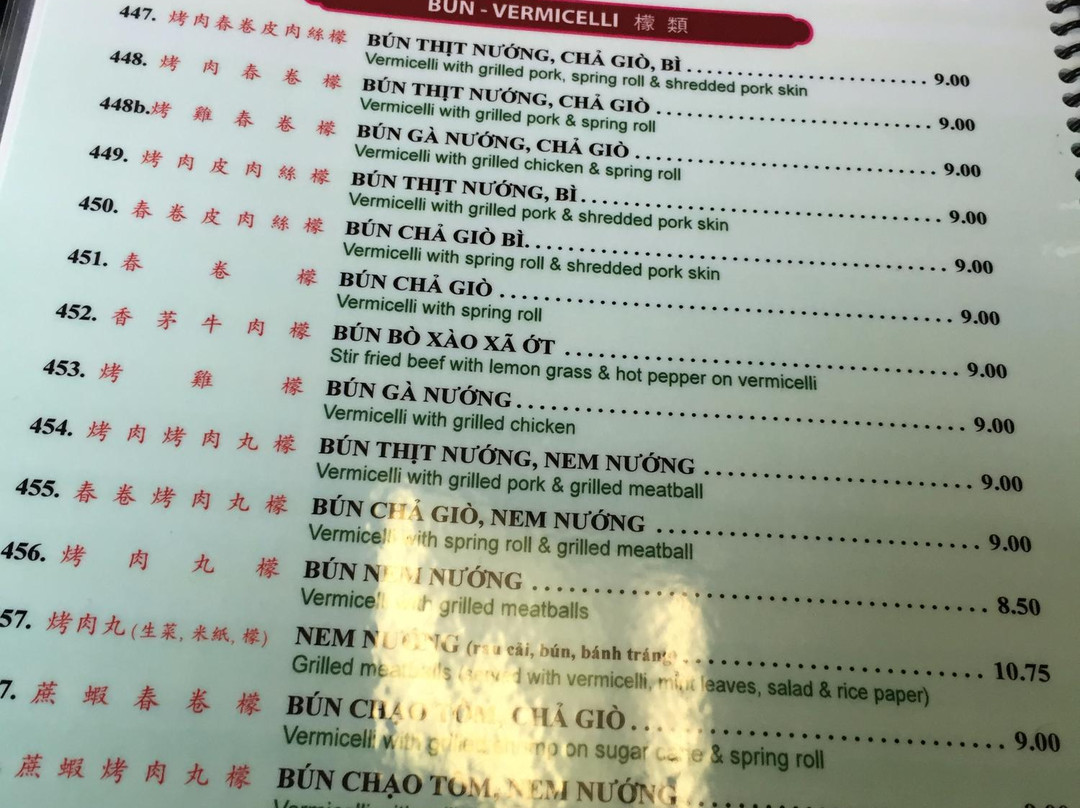 BÚN - VERMICELLI 檬 類
447. 烤肉春卷皮肉絲檬 BÚN THỊT NƯỚNG, CHẢ GIÒ, BÌ 9.00
Vermicelli with grilled pork, spring roll & shredded pork skin
448. 烤肉春卷檬 BÚN THỊT NƯỚNG, CHẢ GIÒ 9.00
Vermicelli with grilled pork & spring roll
448b. 烤雞春卷檬 BÚN GÀ NƯỚNG, CHẢ GIÒ 9.00
Vermicelli with grilled chicken & spring roll
449. 烤肉皮肉絲檬 BÚN THỊT NƯỚNG, BÌ 9.00
Vermicelli with grilled pork & shredded pork skin
450. 春卷皮肉絲檬 BÚN CHẢ GIÒ BÌ 9.00
Vermicelli with spring roll & shredded pork skin
451. 春卷檬 BÚN CHẢ GIÒ 9.00
Vermicelli with spring roll
452. 香茅牛肉檬 BÚN BÒ XÀO XÃ ỚT 9.00
Stir fried beef with lemon grass & hot pepper on vermicelli
453. 烤雞檬 BÚN GÀ NƯỚNG 9.00
Vermicelli with grilled chicken
454. 烤肉烤肉丸檬 BÚN THỊT NƯỚNG, NEM NƯỚNG 9.00
Vermicelli with grilled pork & grilled meatball
455. 春卷烤肉丸檬 BÚN CHẢ GIÒ, NEM NƯỚNG 9.00
Vermicelli with spring roll & grilled meatball
456. 烤肉丸檬 BÚN NEM NƯỚNG 8.50
Vermicelli with grilled meatballs
57. 烤肉丸(生菜, 米紙, 檬) NEM NƯỚNG (rau cải, bún, bánh tráng) 10.75
Grilled meatballs (served with vermicelli, mint leaves, salad & rice paper)
7. 蔗蝦春卷檬 BÚN CHẠO TÔM, CHẢ GIÒ 9.00
Vermicelli with grilled shrimp on sugar cane & spring roll
蔗蝦烤肉丸檬 BÚN CHẠO TÔM, NEM NƯỚNG